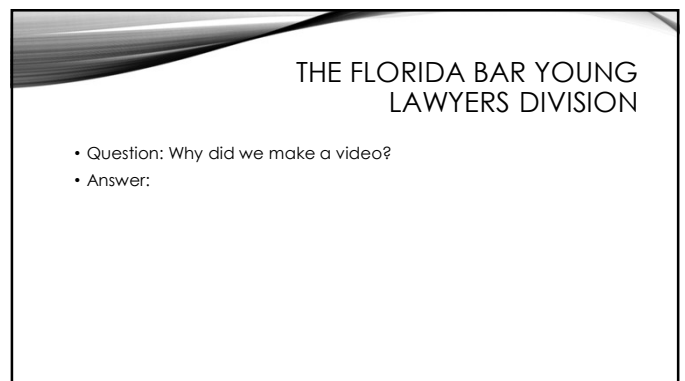 THE FLORIDA BAR YOUNG
LAWYERS DIVISION
• Question: Why did we make a video?
• Answer: